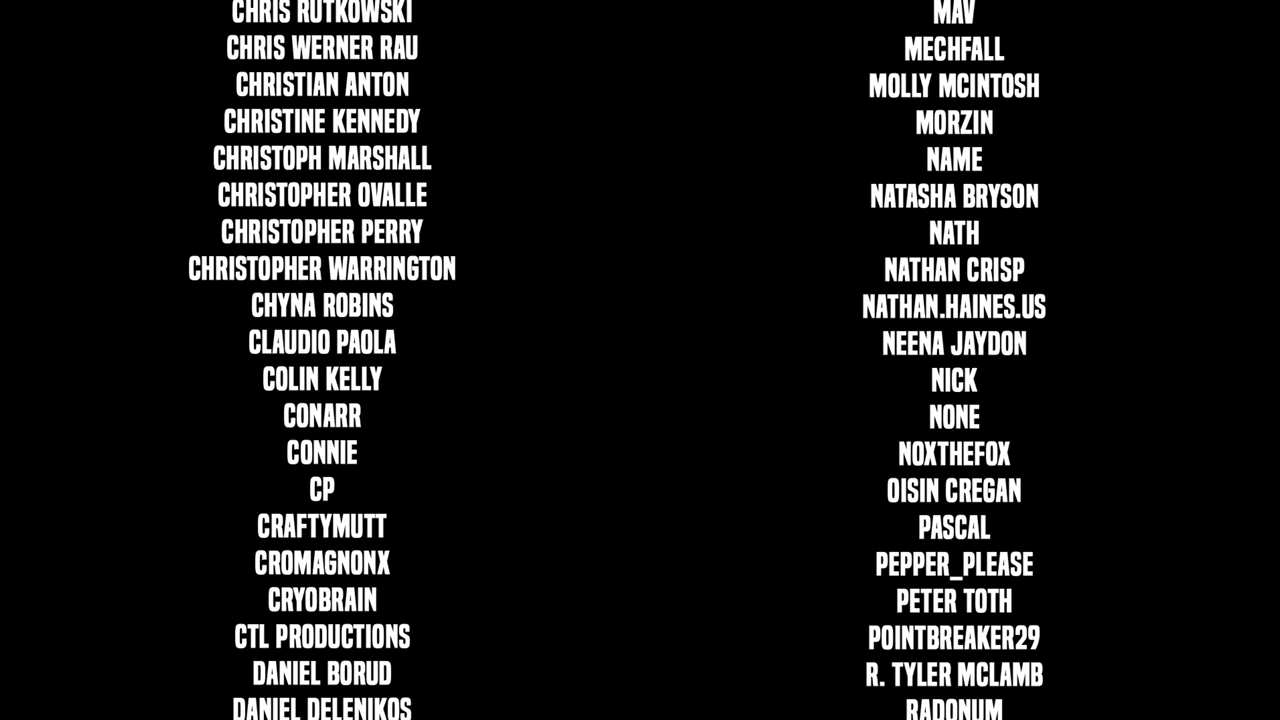 CHRIS RUTKOWSKI
CHRIS WERNER RAU
CHRISTIAN ANTON
CHRISTINE KENNEDY
CHRISTOPH MARSHALL
CHRISTOPHER OVALLE
CHRISTOPHER PERRY
CHRISTOPHER WARRINGTON
CHYNA ROBINS
CLAUDIO PAOLA
COLIN KELLY
CONARR
CONNIE
CP
CRAFTYMUTT
CROMAGNONX
CRYOBRAIN
CTL PRODUCTIONS
DANIEL BORUD
DANIEL DELENIKOS
MAV
MECHFALL
MOLLY MCINTOSH
MORZIN
NAME
NATASHA BRYSON
NATH
NATHAN CRISP
NATHAN.HAINES.US
NEENA JAYDON
NICK
NONE
NOXTHEFOX
OISIN CREGAN
PASCAL
PEPPER_PLEASE
PETER TOTH
POINTBREAKER29
R. TYLER MCLAMB
RADONUM